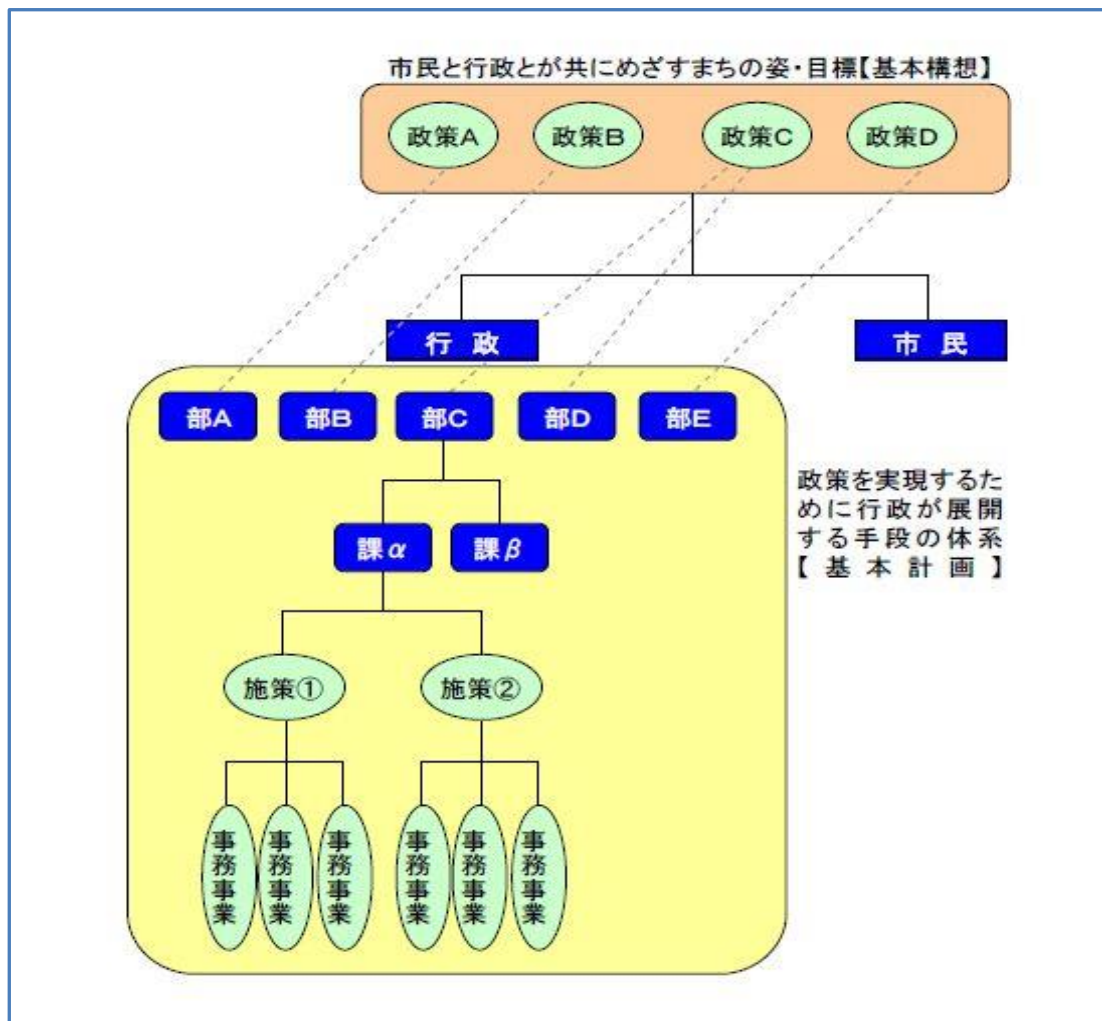 市民と行政とが共にめざすまちの姿・目標【基本構想】
政策A
政策B
政策C
政策D
行 政
市 民
部A
部B
部C
部D
部E
政策を実現するた
めに行政が展開
する手段の体系
【基本計画】
課α
課β
施策①
施策②
事務事業
事務事業
事務事業
事務事業
事務事業
事務事業